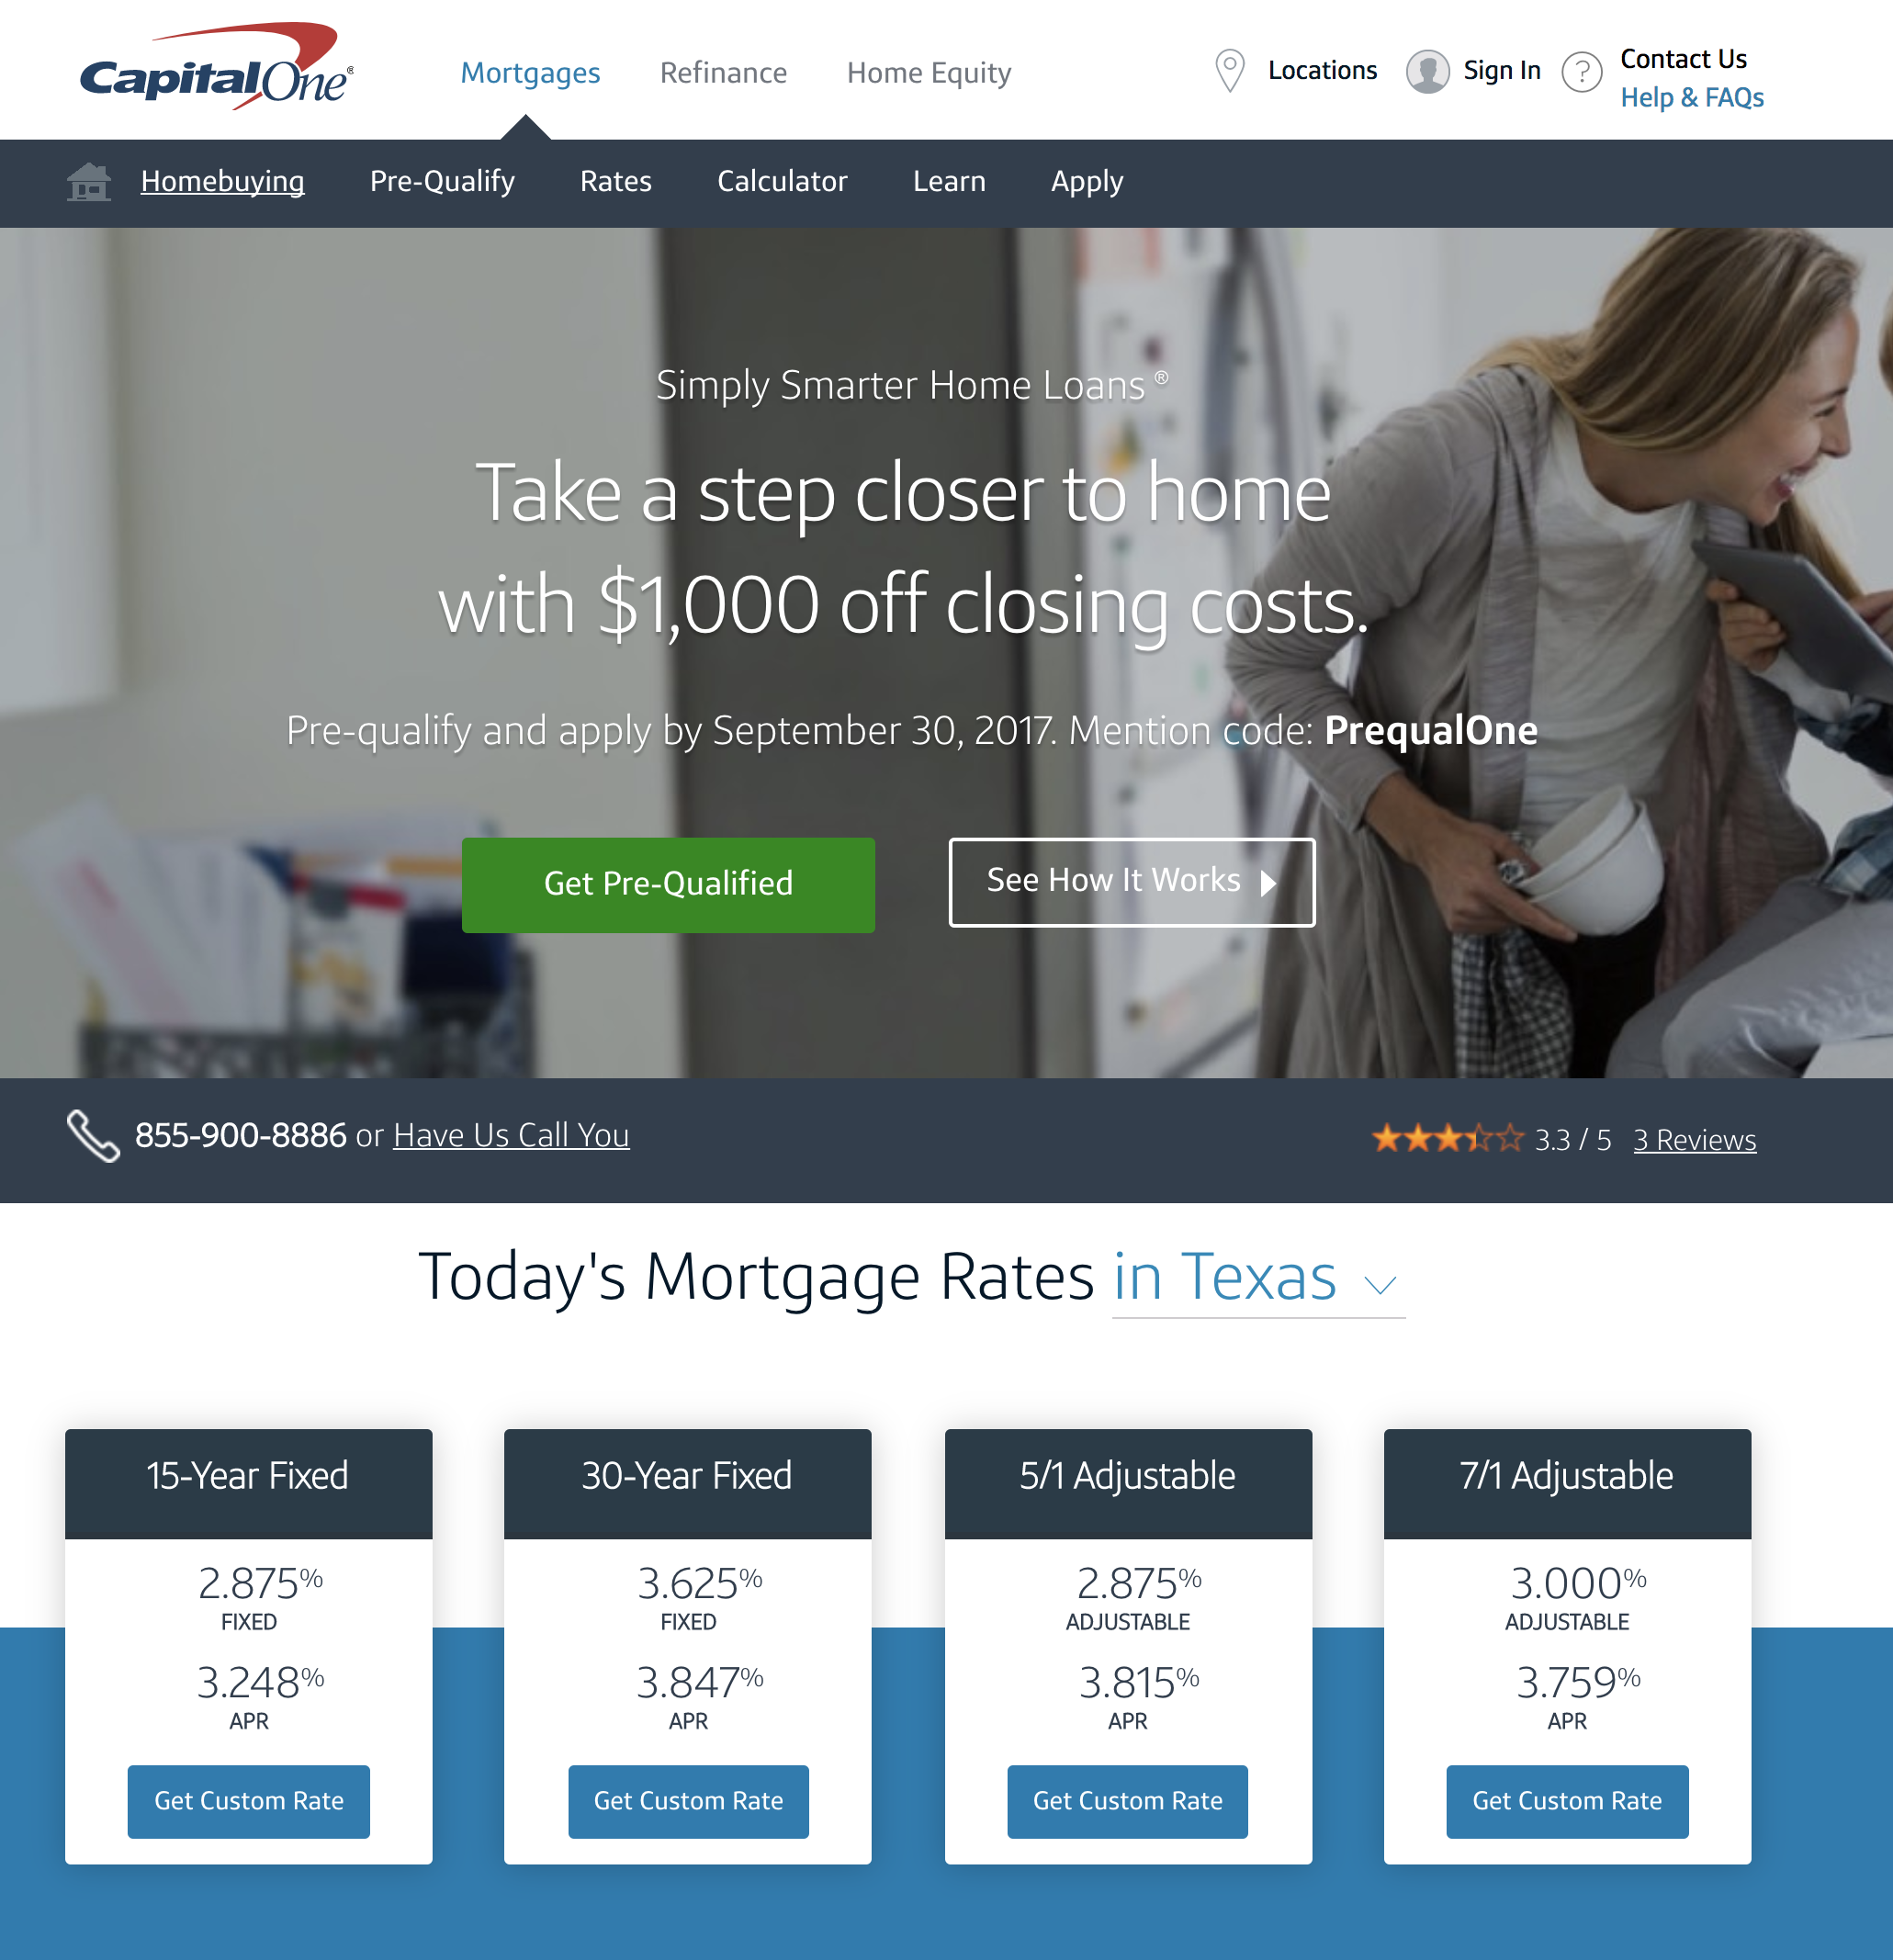 CapitalOne®
Mortgages
Refinance
Home Equity
Locations
Sign In
?
Contact Us
Help & FAQs
Homebuying
Pre-Qualify
Rates
Calculator
Learn
Apply
Simply Smarter Home Loans ®
Take a step closer to home
with $1,000 off closing costs.
Pre-qualify and apply by September 30, 2017. Mention code: PrequalOne
Get Pre-Qualified
See How It Works
855-900-8886 or Have Us Call You
3.3 / 5 3 Reviews
Today's Mortgage Rates in Texas
15-Year Fixed
2.875%
FIXED
3.248%
APR
Get Custom Rate
30-Year Fixed
3.625%
FIXED
3.847%
APR
Get Custom Rate
5/1 Adjustable
2.875%
ADJUSTABLE
3.815%
APR
Get Custom Rate
7/1 Adjustable
3.000%
ADJUSTABLE
3.759%
APR
Get Custom Rate